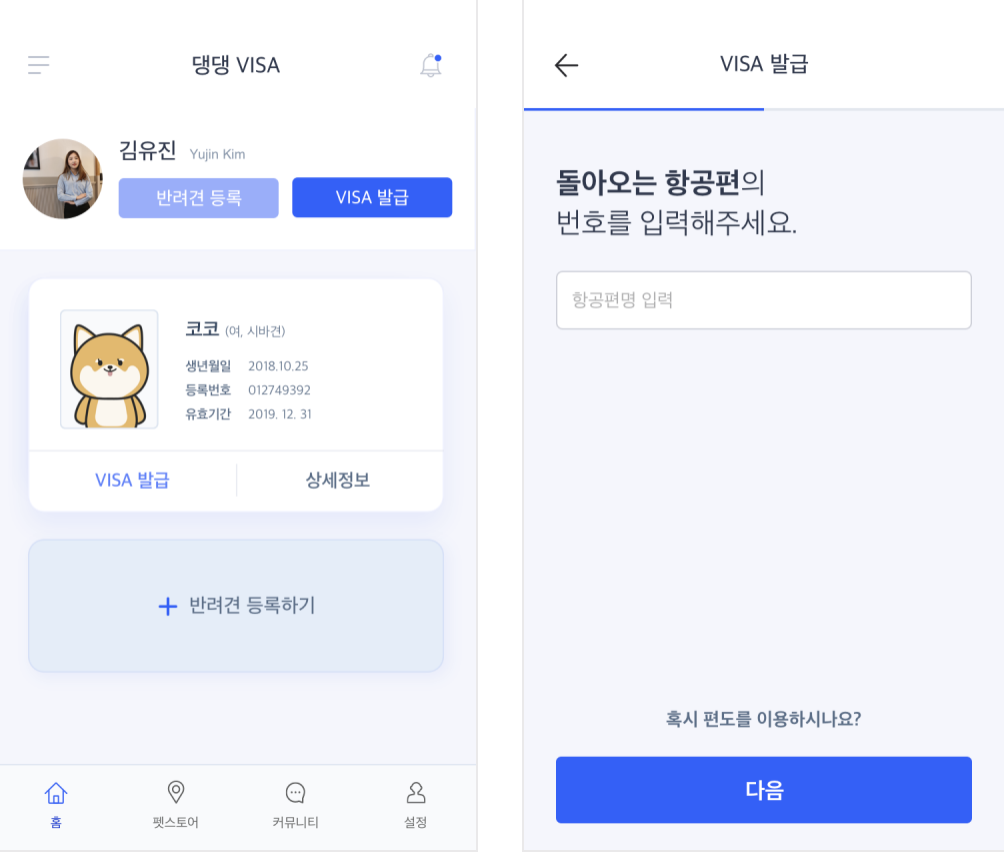 댕댕 VISA
김유진 Yujin Kim
반려견 등록
VISA 발급
코코 (여, 시바견)
생년월일 2018.10.25
등록번호 012749392
유효기간 2019. 12. 31
VISA 발급
상세정보
반려견 등록하기
홈
펫스토어
커뮤니티
설정
VISA 발급
돌아오는 항공편의
번호를 입력해주세요.
항공편명 입력
혹시 편도를 이용하시나요?
다음